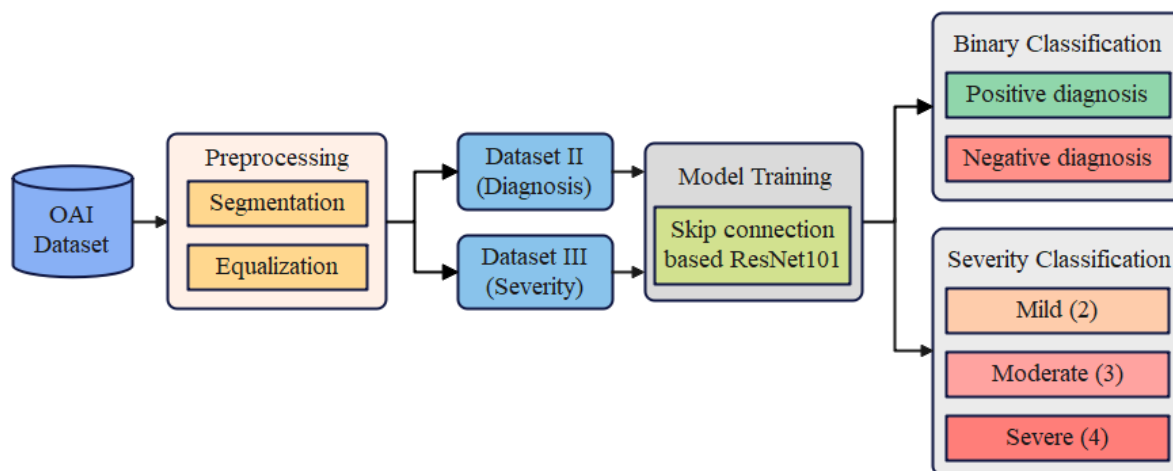 OAI
Dataset
Preprocessing
Segmentation
Equalization
Dataset II
(Diagnosis)
Dataset III
(Severity)
Model Training
Skip connection
based ResNet101
Binary Classification
Positive diagnosis
Negative diagnosis
Severity Classification
Mild (2)
Moderate (3)
Severe (4)